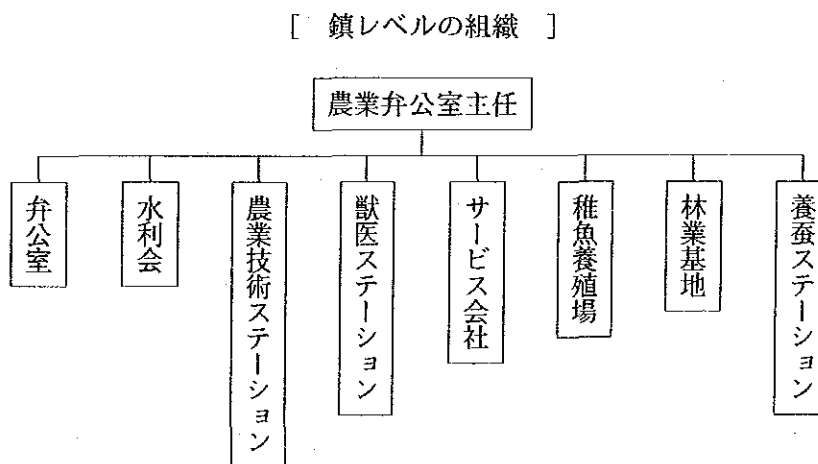 [ 鎮レベルの組織 ]
農業弁公室主任
弁公室
水利会
農業技術ステーション
獣医ステーション
サービス会社
稚魚養殖場
林業基地
養蚕ステーション